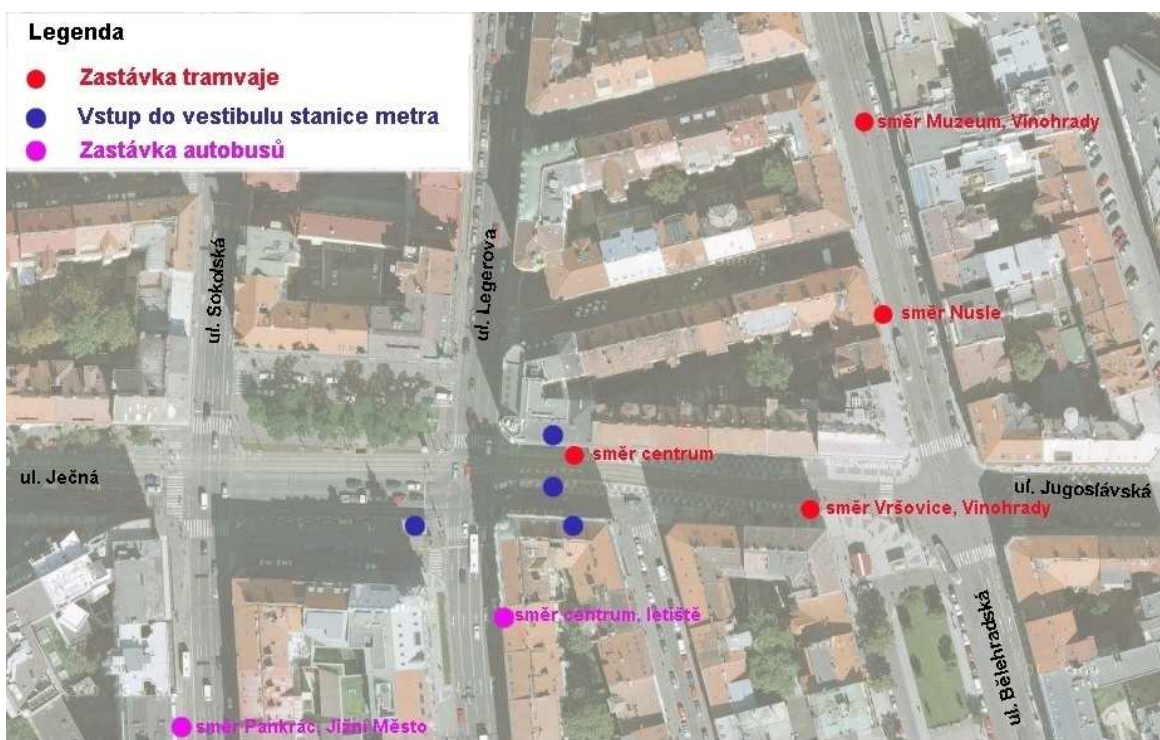 Legenda
Zastávka tramvaje
Vstup do vestibulu stanice metra
Zastávka autobusů
směr Muzeum, Vinohrady
ul. Sokolská
ul. Legerova
směr Nusle
směr centrum
ul. Ječná
ul. Jugoslávská
směr Vršovice, Vinohrady
směr centrum, letiště
ul. Bělehradská
směr Pankrác, Jižní Město